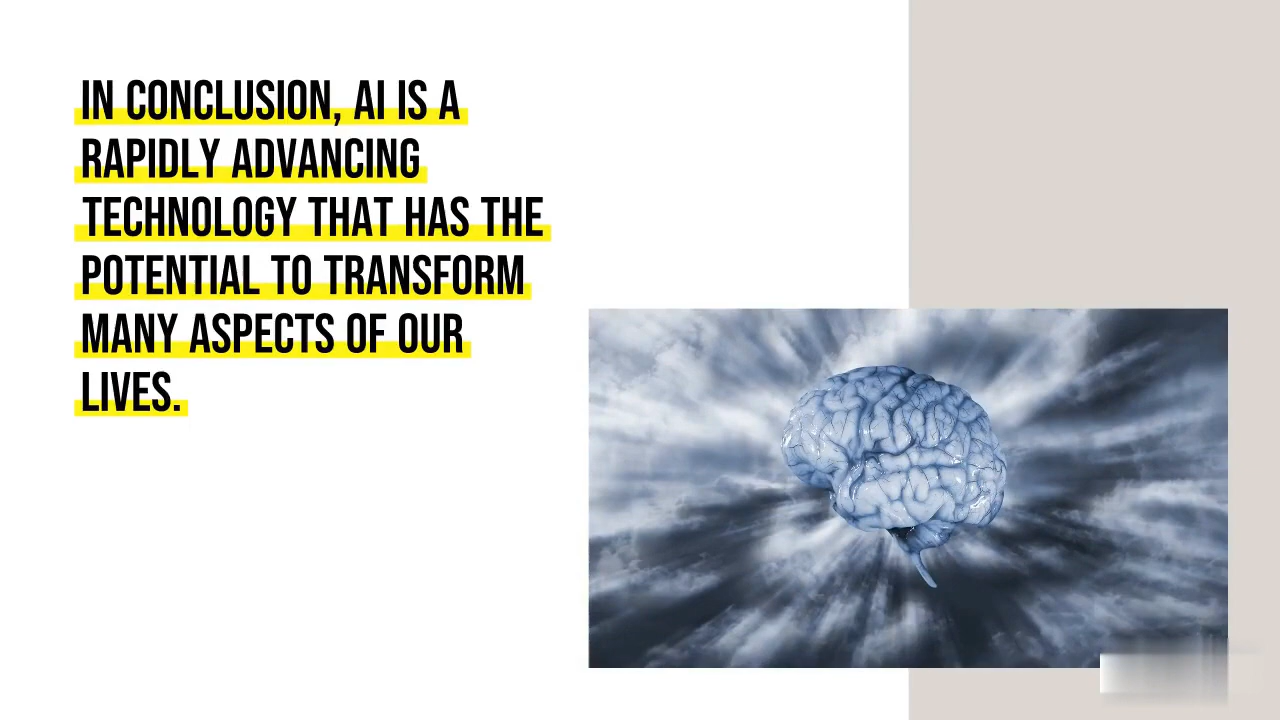 IN CONCLUSION, AI IS A
RAPIDLY ADVANCING
TECHNOLOGY THAT HAS THE
POTENTIAL TO TRANSFORM
MANY ASPECTS OF OUR
LIVES.